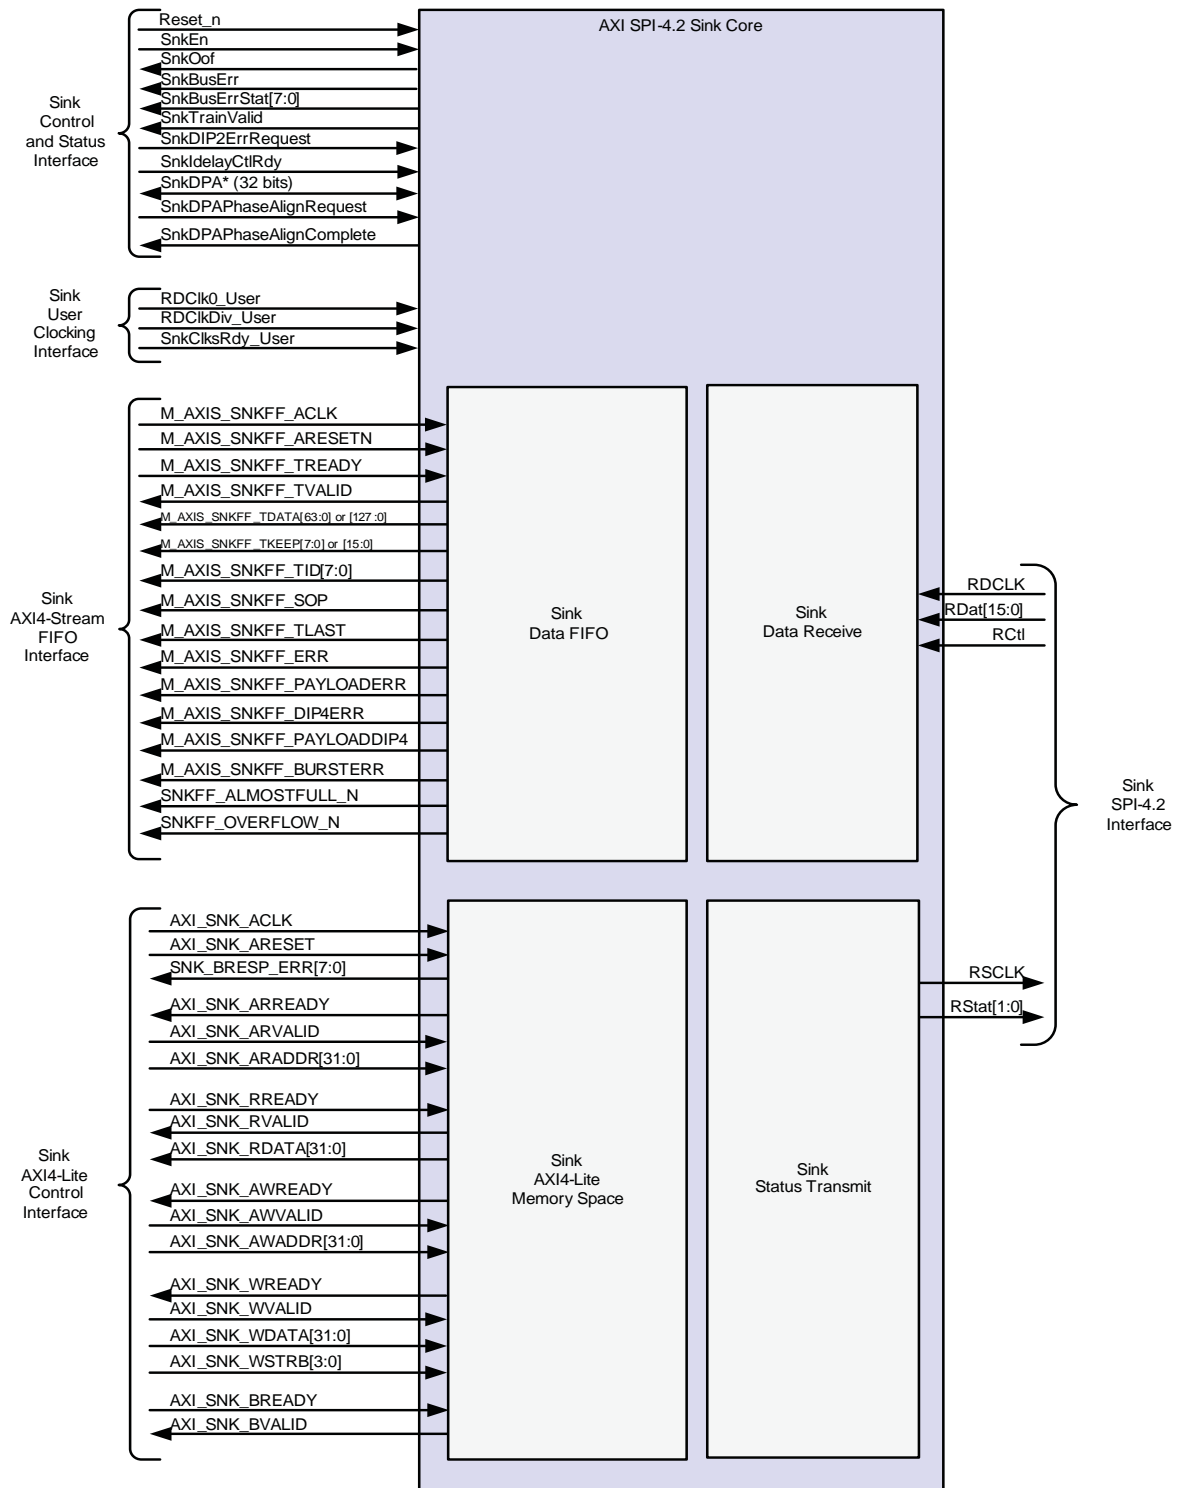 AXI SPI-4.2 Sink Core
Reset_n
SnkEn
SnkOof
SnkBusErr
SnkBusErrStat[7:0]
SnkTrainValid
SnkDIP2ErrRequest
SnkIdelayCtlRdy
SnkDPA* (32 bits)
SnkDPAPhaseAlignRequest
SnkDPAPhaseAlignComplete
Sink
Control
and Status
Interface
RDClk0_User
RDClkDiv_User
SnkClksRdy_User
Sink
User
Clocking
Interface
M_AXIS_SNKFF_ACLK
M_AXIS_SNKFF_ARESETN
M_AXIS_SNKFF_TREADY
M_AXIS_SNKFF_TVALID
M_AXIS_SNKFF_TDATA[63:0] or [127:0]
M_AXIS_SNKFF_TKEEP[7:0] or [15:0]
M_AXIS_SNKFF_TID[7:0]
M_AXIS_SNKFF_SOP
M_AXIS_SNKFF_TLAST
M_AXIS_SNKFF_ERR
M_AXIS_SNKFF_PAYLOADERR
M_AXIS_SNKFF_DIP4ERR
M_AXIS_SNKFF_PAYLOADDIP4
M_AXIS_SNKFF_BURSTERR
SNKFF_ALMOSTFULL_N
SNKFF_OVERFLOW_N
Sink
AXI4-Stream
FIFO
Interface
Sink
Data FIFO
Sink
Data Receive
RDCLK
RDat[15:0]
RCtl
Sink
SPI-4.2
Interface
AXI_SNK_ACLK
AXI_SNK_ARESET
SNK_BRESP_ERR[7:0]
AXI_SNK_ARREADY
AXI_SNK_ARVALID
AXI_SNK_ARADDR[31:0]
AXI_SNK_RREADY
AXI_SNK_RVALID
AXI_SNK_RDATA[31:0]
AXI_SNK_AWREADY
AXI_SNK_AWVALID
AXI_SNK_AWADDR[31:0]
AXI_SNK_WREADY
AXI_SNK_WVALID
AXI_SNK_WDATA[31:0]
AXI_SNK_WSTRB[3:0]
AXI_SNK_BREADY
AXI_SNK_BVALID
Sink
AXI4-Lite
Control
Interface
Sink
AXI4-Lite
Memory Space
Sink
Status Transmit
RSCLK
RStat[1:0]